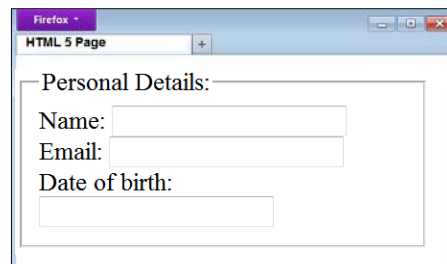 Firefox
HTML 5 Page
+
Personal Details:
Name:
Email:
Date of birth: